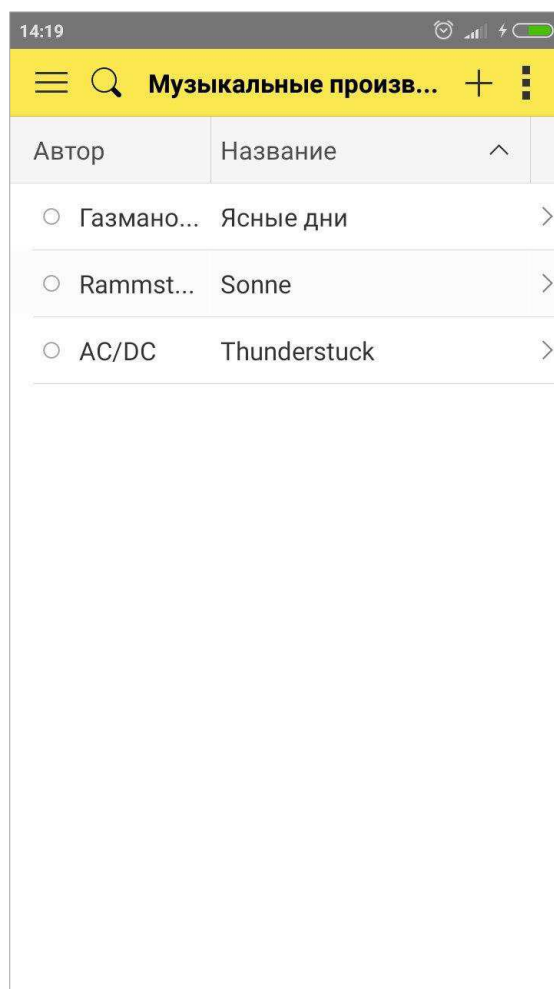 14:19
Музыкальные произв...
Автор Название
Газмано... Ясные дни
Rammst... Sonne
AC/DC Thunderstuck